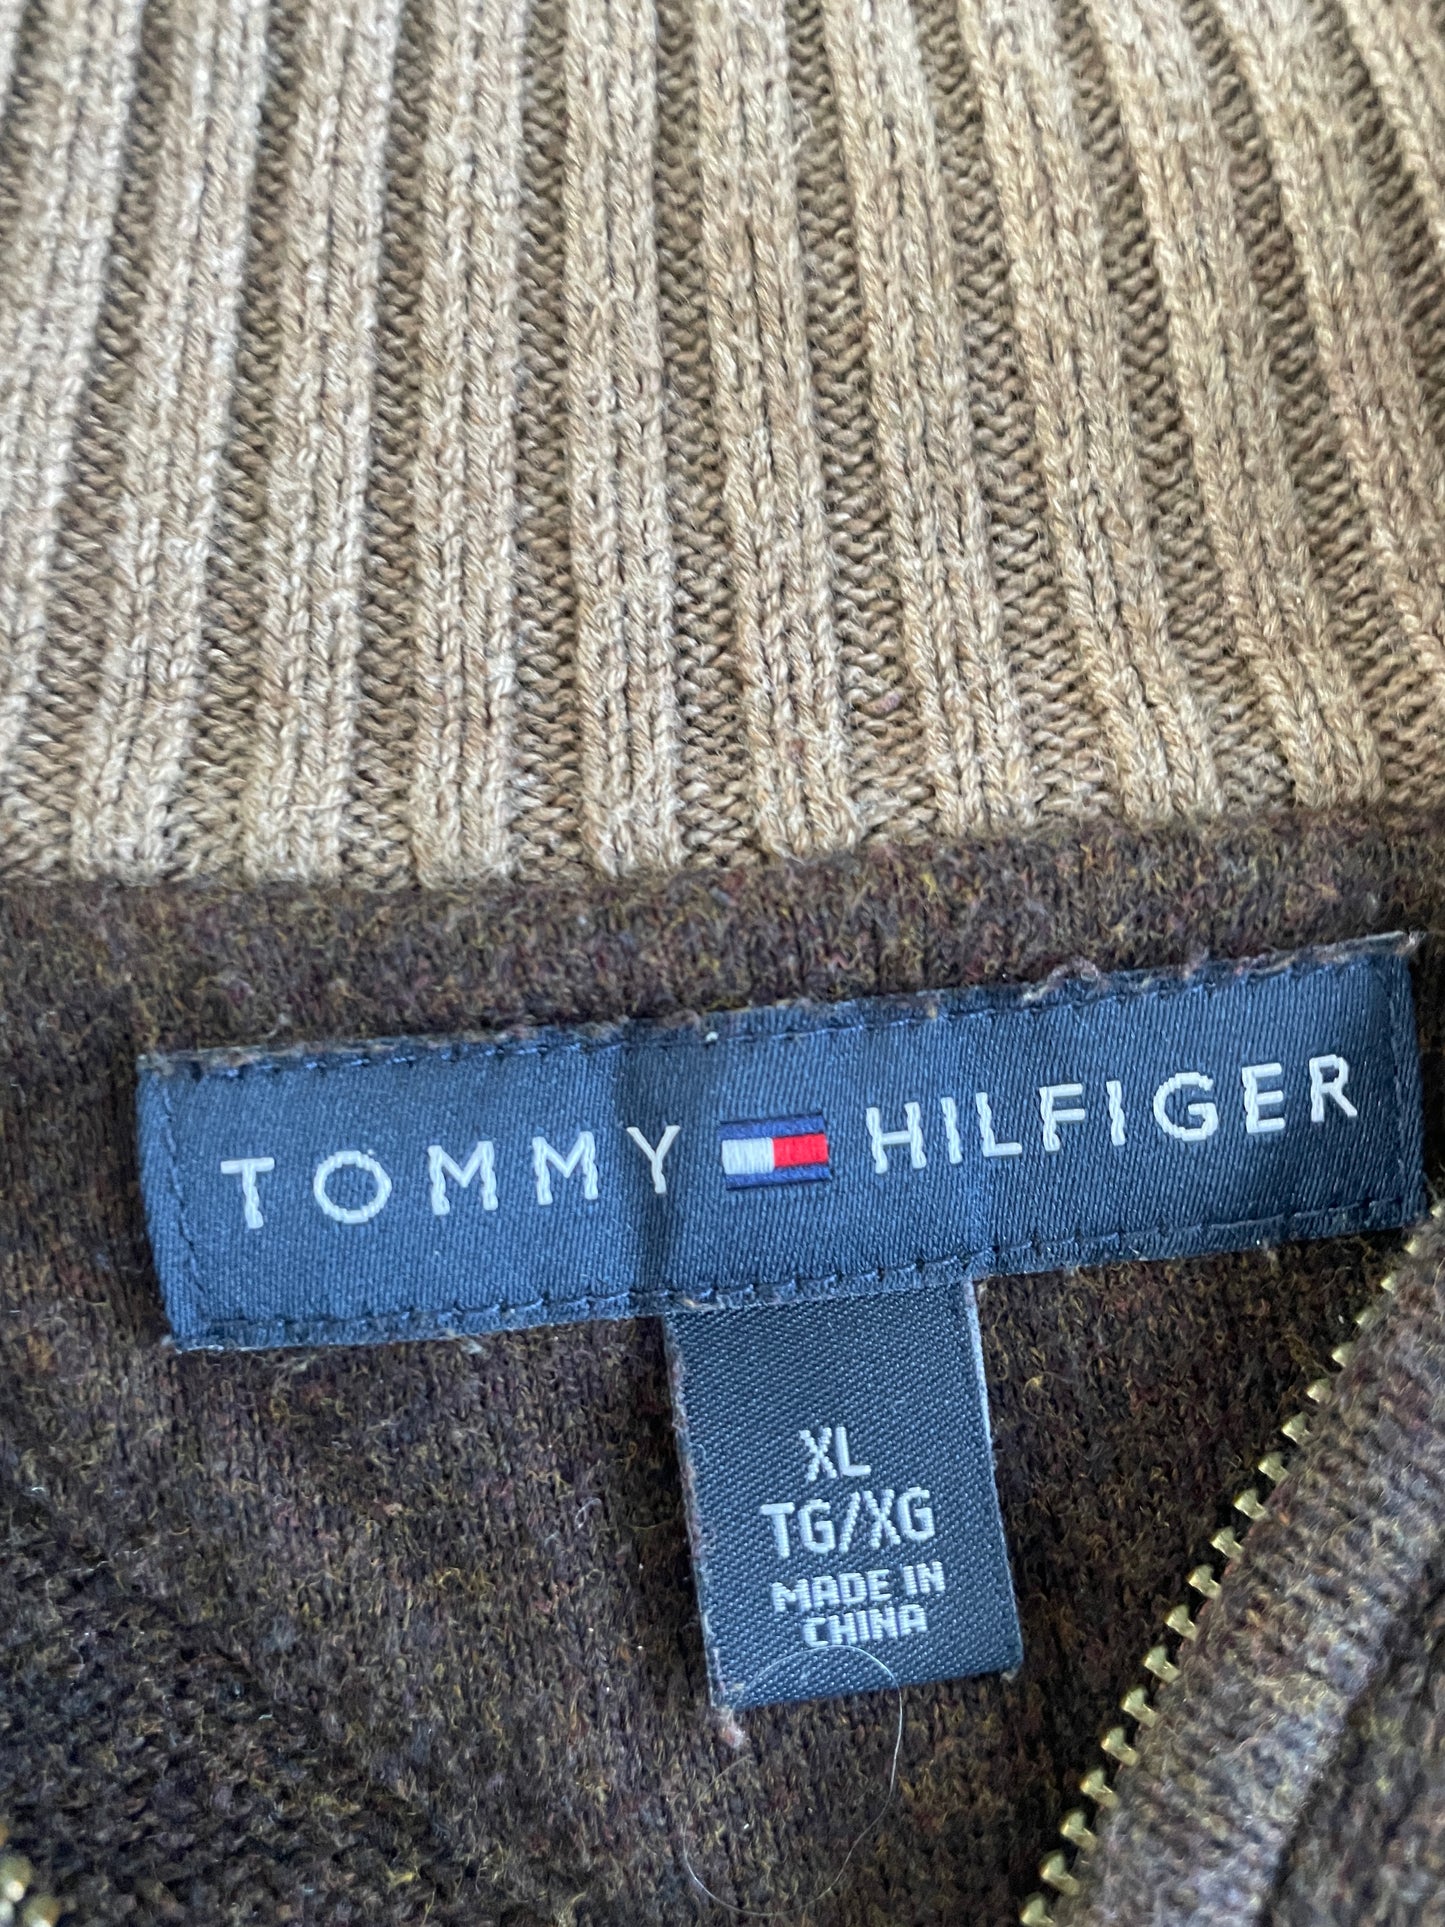 TOMMY HILFIGER
XL
TG/XG
MADE IN
CHINA